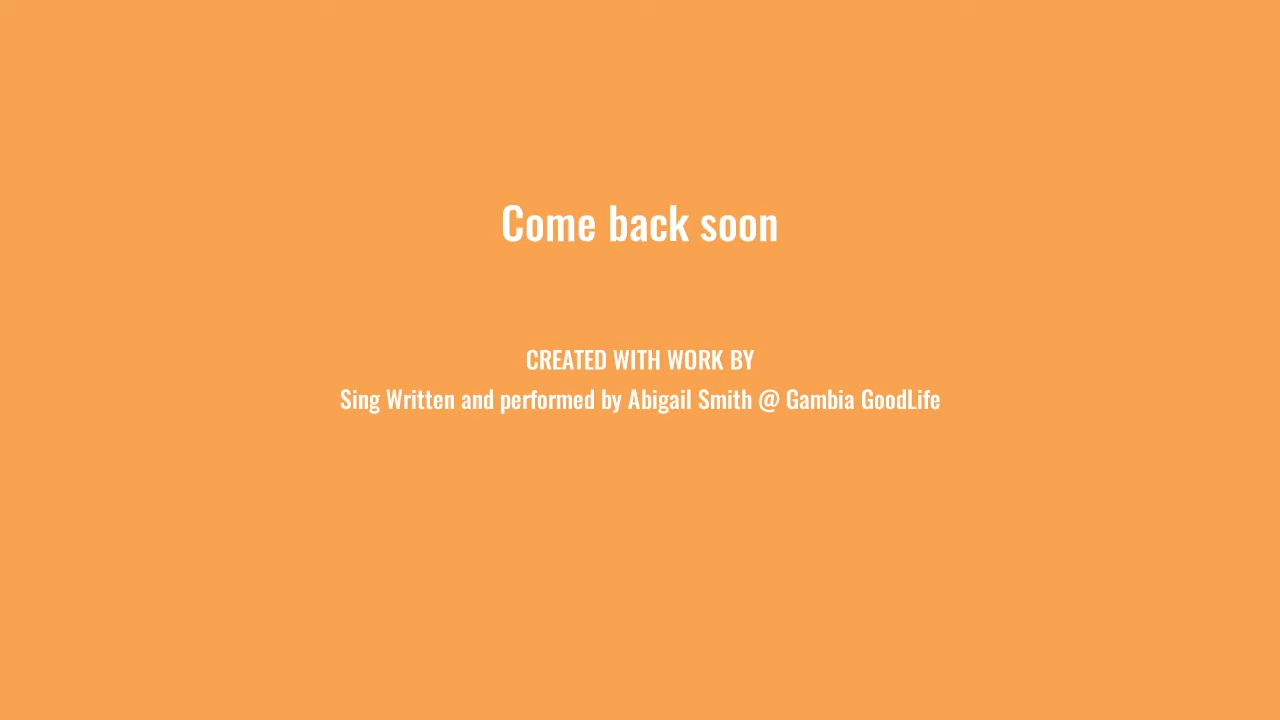 Come back soon
CREATED WITH WORK BY
Sing Written and performed by Abigail Smith @ Gambia GoodLife